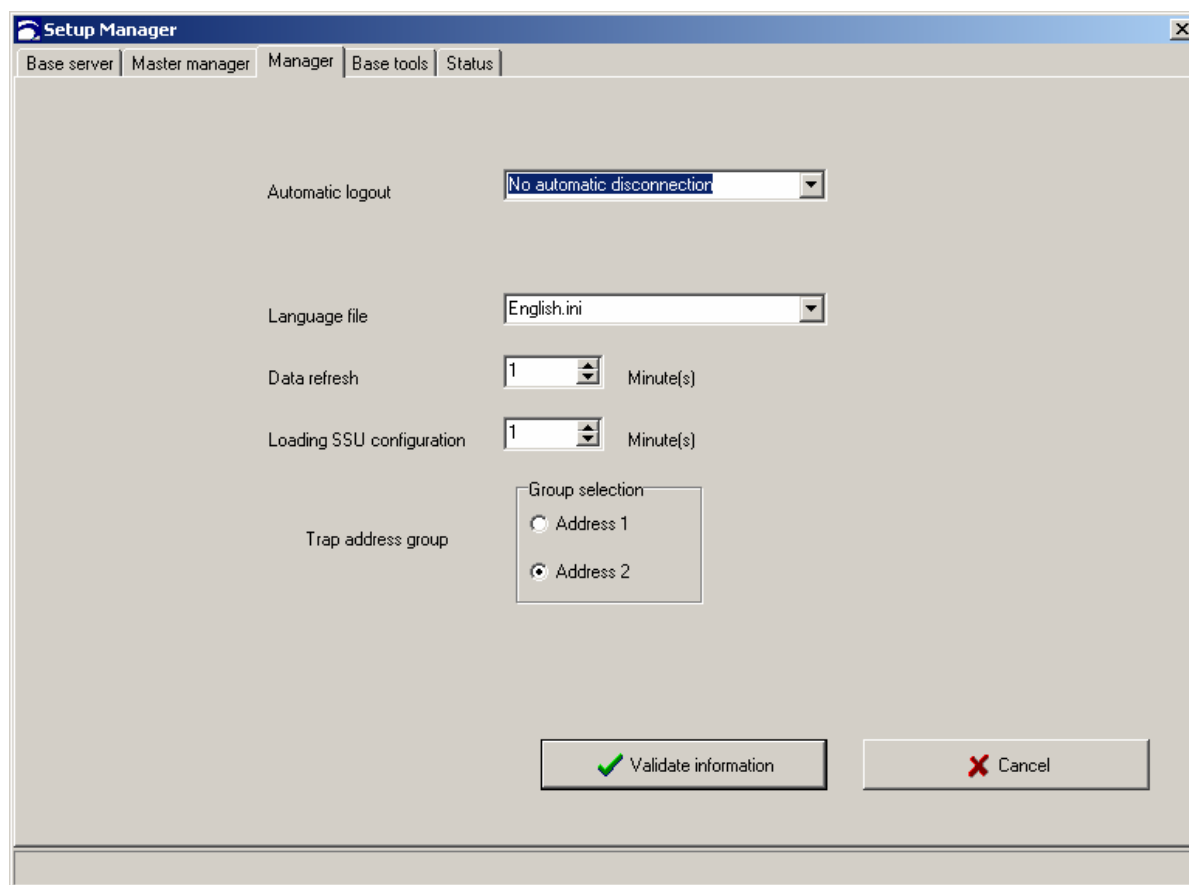 Setup Manager
Base server Master manager Manager Base tools Status
Automatic logout No automatic disconnection
Language file English.ini
Data refresh 1 Minute(s)
Loading SSU configuration 1 Minute(s)
Group selection
Address 1
Trap address group
Address 2
Validate information Cancel